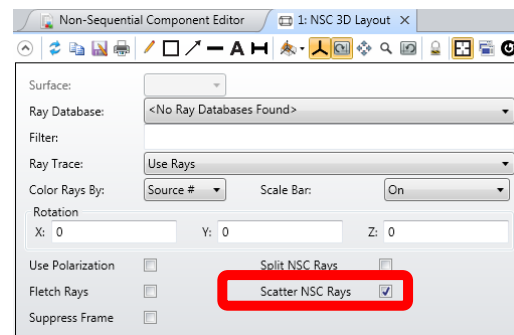 Non-Sequential Component Editor 1: NSC 3D Layout
Surface:
Ray Database: <No Ray Databases Found>
Filter:
Ray Trace: Use Rays
Color Rays By: Source # Scale Bar: On
Rotation
X: 0 Y: 0 Z: 0
Use Polarization Split NSC Rays
Fletch Rays Scatter NSC Rays
Suppress Frame